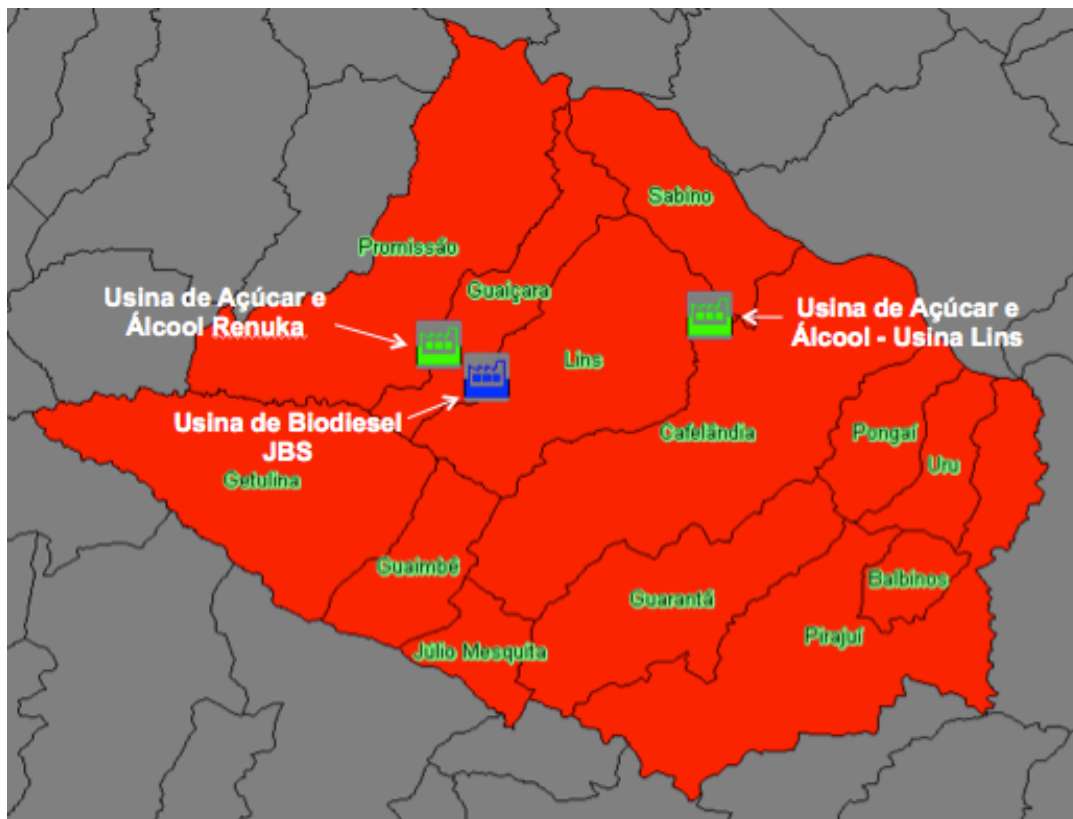 Sabino
Promissão
Guaiçara
Usina de Açúcar e
Álcool Renuka
Usina de Açúcar e
Álcool - Usina Lins
Lins
Usina de Biodiesel
JBS
Cafelândia
Pongaí
Uru
Getulina
Guaimbê
Balbinos
Guarantã
Pirajuí
Júlio Mesquita